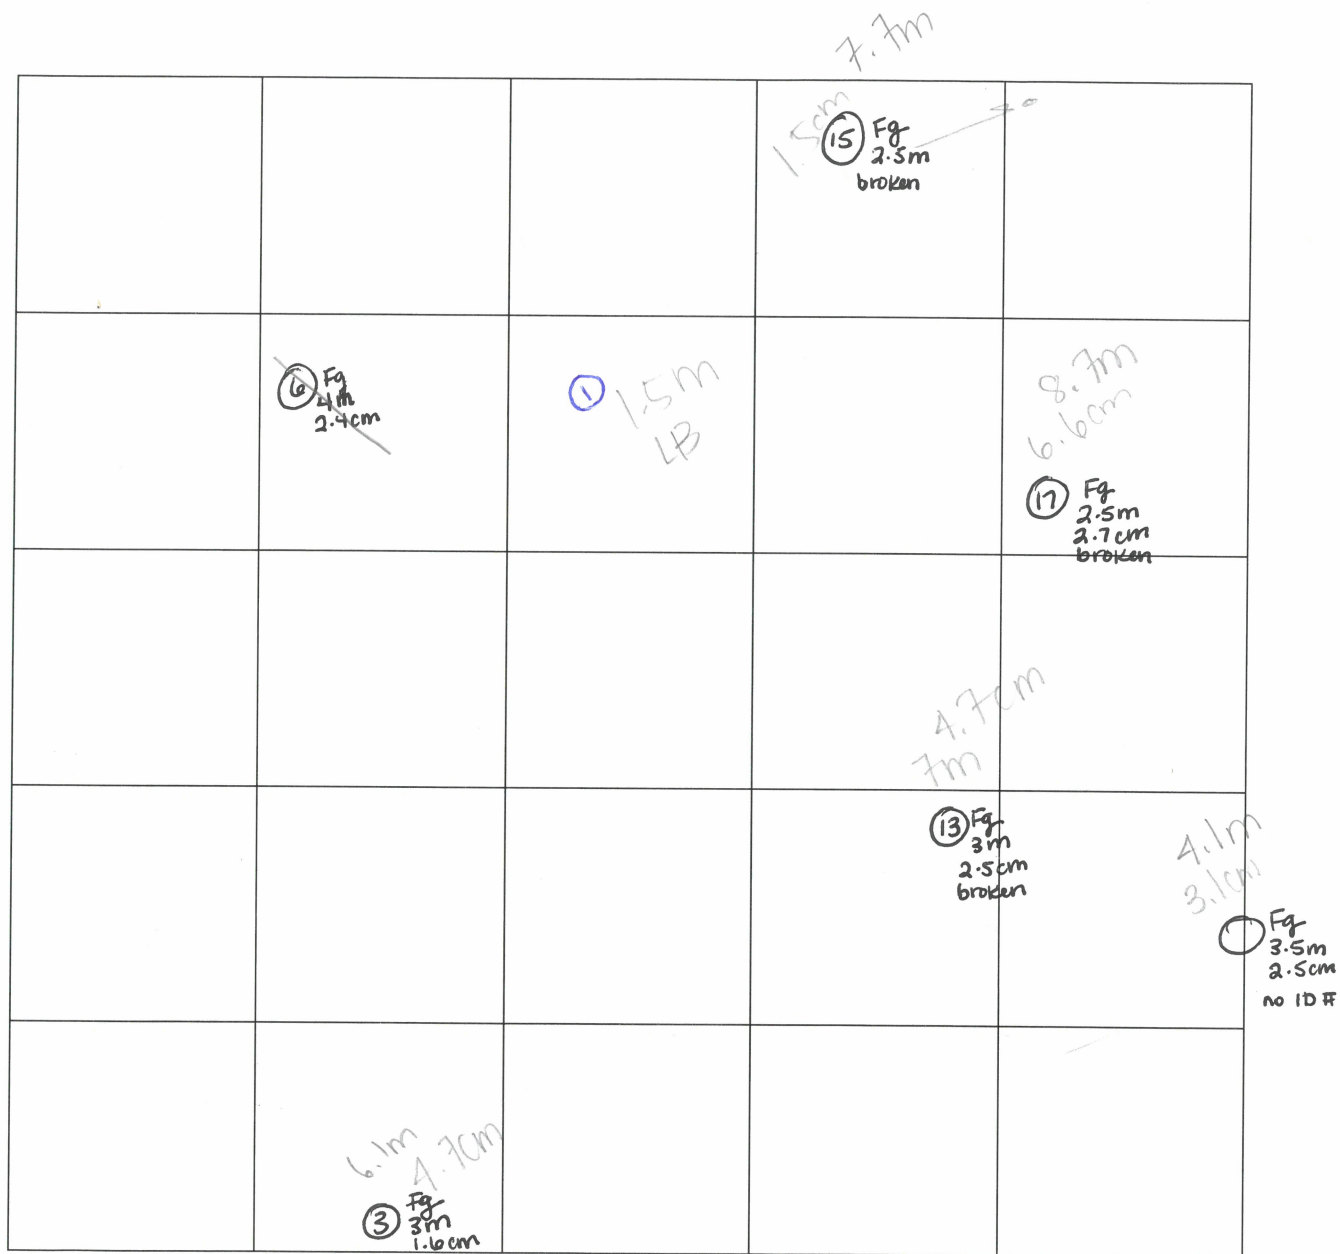 7.7m
1.5cm
15 Fg
2.5m
broken
6 Fg
4m
2.4cm
1
1.5m
LB
8.7m
6.6cm
17 Fg
2.5m
2.7cm
broken
4.7cm
7m
13 Fg
3m
2.5cm
broken
4.1m
3.1cm
Fg
3.5m
2.5cm
no ID #
6.1m
4.7cm
3 Fg
3m
1.6cm